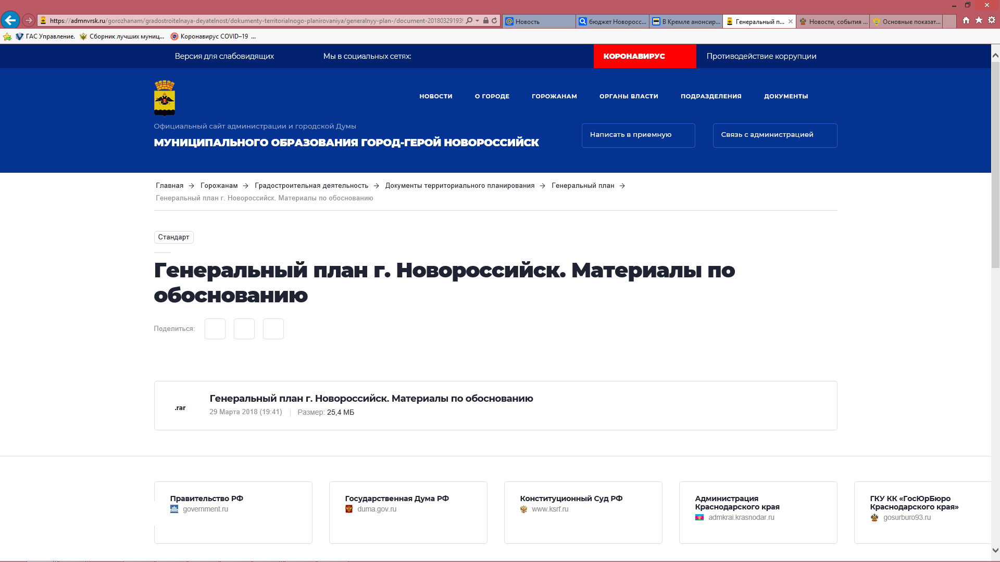 https://admnvrsk.ru/gorozhanam/gradostroitelnaya-deyatelnost/dokumenty-territorialnogo-planirovaniya/generalnyy-plan-/document-2018032919
Новость
бюджет Новоросс...
В Кремле анонсир...
Генеральный п...
Новости, события ...
Основные показат...
ГАС Управление.
Сборник лучших муниц...
Коронавирус COVID–19 ...
Версия для слабовидящих
Мы в социальных сетях:
КОРОНАВИРУС
Противодействие коррупции
НОВОСТИ
О ГОРОДЕ
ГОРОЖАНАМ
ОРГАНЫ ВЛАСТИ
ПОДРАЗДЕЛЕНИЯ
ДОКУМЕНТЫ
Официальный сайт администрации и городской Думы
МУНИЦИПАЛЬНОГО ОБРАЗОВАНИЯ ГОРОД-ГЕРОЙ НОВОРОССИЙСК
Написать в приемную
Связь с администрацией
Главная → Горожанам → Градостроительная деятельность → Документы территориального планирования → Генеральный план →
Генеральный план г. Новороссийск. Материалы по обоснованию
Стандарт
Генеральный план г. Новороссийск. Материалы по
обоснованию
Поделиться:
.rar
Генеральный план г. Новороссийск. Материалы по обоснованию
29 Марта 2018 (19:41)
Размер: 25,4 МБ
Правительство РФ
government.ru
Государственная Дума РФ
duma.gov.ru
Конституционный Суд РФ
www.ksrf.ru
Администрация
Краснодарского края
admkrai.krasnodar.ru
ГКУ КК «ГосЮрБюро
Краснодарского края»
gosurburo93.ru